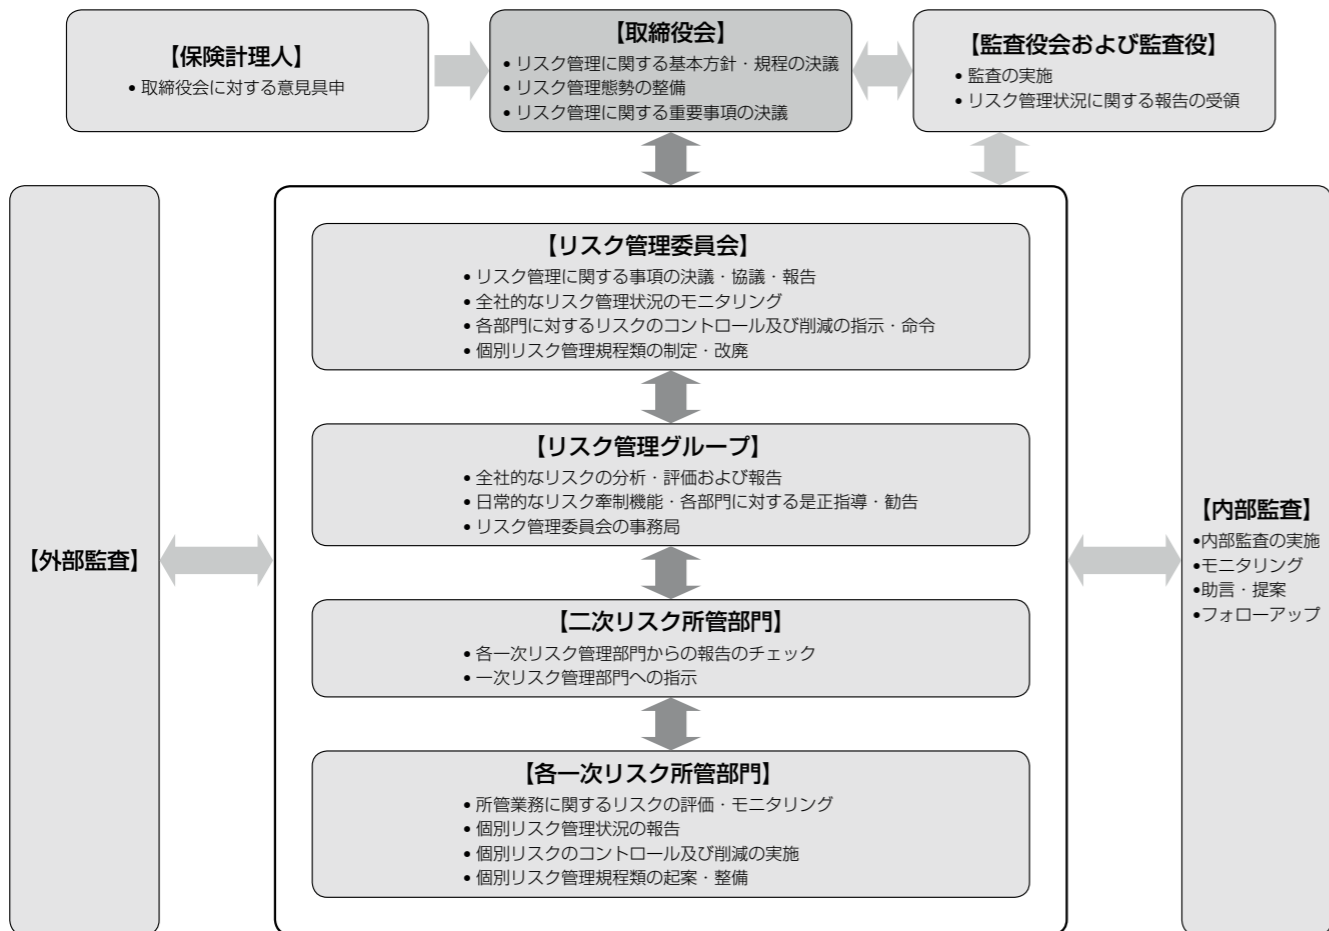 【保険計理人】
• 取締役会に対する意見具申
【取締役会】
• リスク管理に関する基本方針・規程の決議
• リスク管理態勢の整備
• リスク管理に関する重要事項の決議
【監査役会および監査役】
• 監査の実施
• リスク管理状況に関する報告の受領
【外部監査】
【リスク管理委員会】
• リスク管理に関する事項の決議・協議・報告
• 全社的なリスク管理状況のモニタリング
• 各部門に対するリスクのコントロール及び削減の指示・命令
• 個別リスク管理規程類の制定・改廃
【リスク管理グループ】
• 全社的なリスクの分析・評価および報告
• 日常的なリスク牽制機能・各部門に対する是正指導・勧告
• リスク管理委員会の事務局
【二次リスク所管部門】
• 各一次リスク管理部門からの報告のチェック
• 一次リスク管理部門への指示
【各一次リスク所管部門】
• 所管業務に関するリスクの評価・モニタリング
• 個別リスク管理状況の報告
• 個別リスクのコントロール及び削減の実施
• 個別リスク管理規程類の起案・整備
【内部監査】
•内部監査の実施
•モニタリング
•助言・提案
•フォローアップ